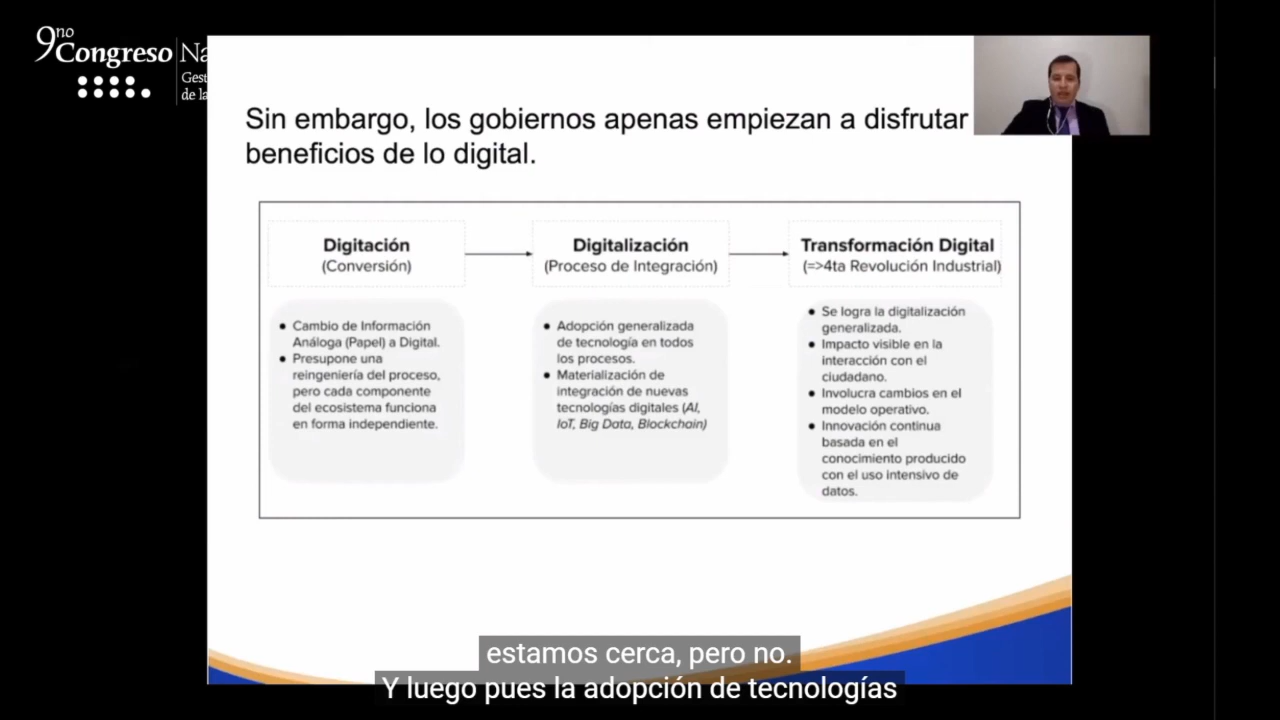 9no
Congreso Na
Gest
de la
Sin embargo, los gobiernos apenas empiezan a disfrutar
beneficios de lo digital.
Digitación
(Conversión)
● Cambio de Información
Análoga (Papel) a Digital.
● Presupone una
reingeniería del proceso,
pero cada componente
del ecosistema funciona
en forma independiente.
Digitalización
(Proceso de Integración)
● Adopción generalizada
de tecnología en todos
los procesos.
● Materialización de
integración de nuevas
tecnologías digitales (AI,
IoT, Big Data, Blockchain)
Transformación Digital
(=>4ta Revolución Industrial)
● Se logra la digitalización
generalizada.
● Impacto visible en la
interacción con el
ciudadano.
● Involucra cambios en el
modelo operativo.
● Innovación continua
basada en el
conocimiento producido
con el uso intensivo de
datos.
estamos cerca, pero no.
Y luego pues la adopción de tecnologías